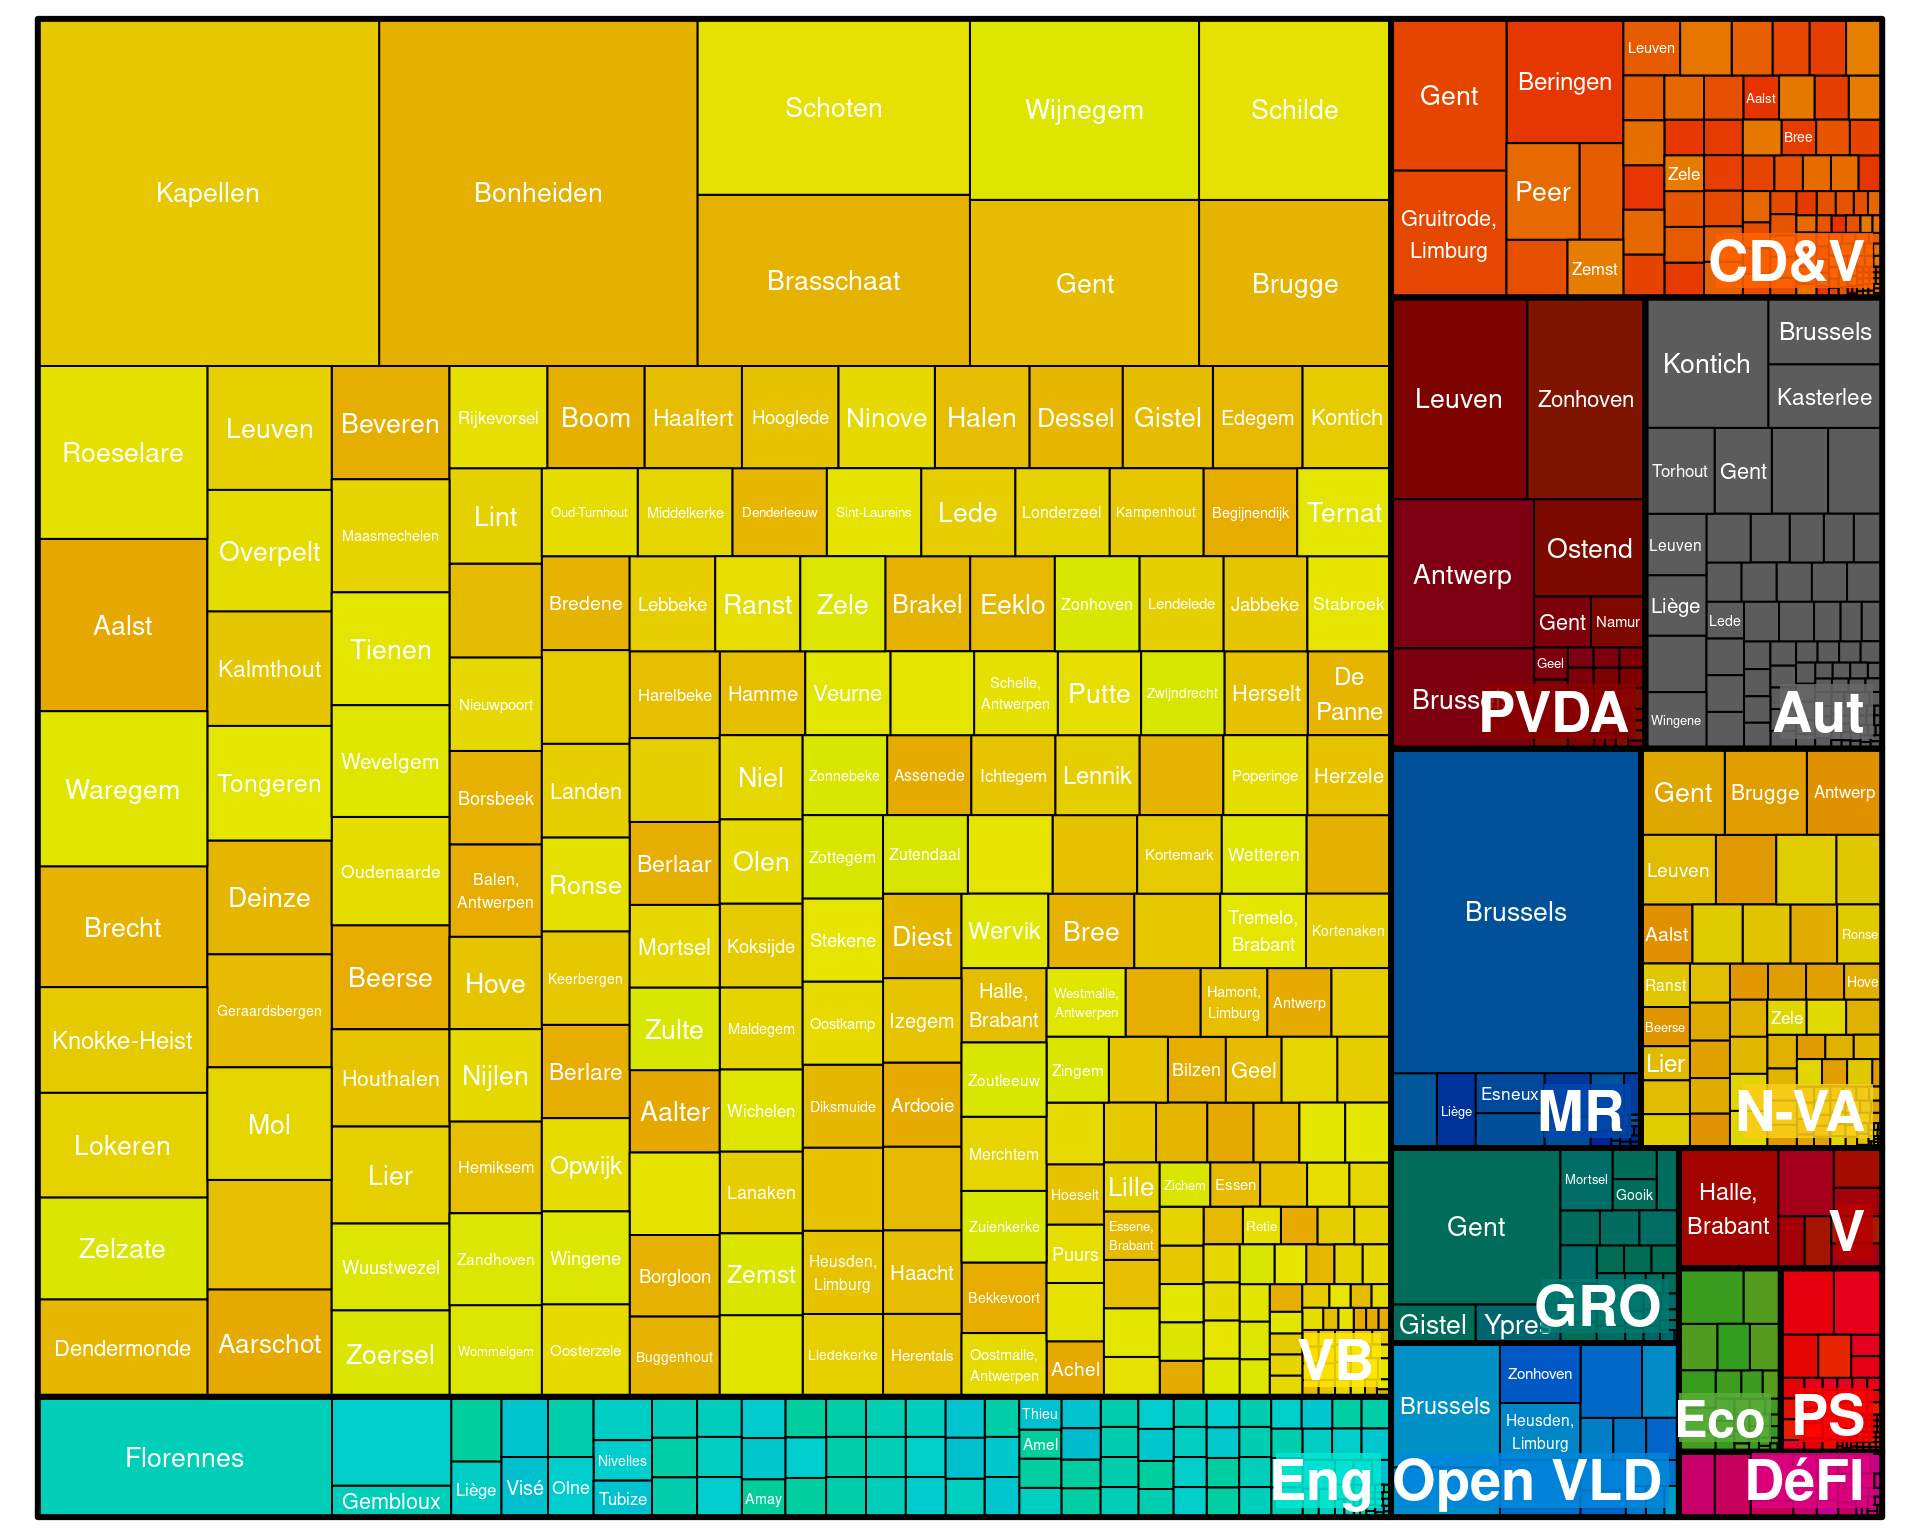 Kapellen
Bonheiden
Schoten
Wijnegem
Schilde
Brasschaat
Gent
Brugge
Roeselare
Aalst
Waregem
Brecht
Knokke-Heist
Lokeren
Zelzate
Dendermonde
Leuven
Overpelt
Kalmthout
Tongeren
Deinze
Geraardsbergen
Mol
Aarschot
Beveren
Maasmechelen
Tienen
Wevelgem
Oudenaarde
Beerse
Houthalen
Lier
Wuustwezel
Zoersel
Rijkevorsel
Boom
Haaltert
Hooglede
Ninove
Halen
Dessel
Gistel
Edegem
Kontich
Lint
Nieuwpoort
Borsbeek
Balen,
Antwerpen
Hove
Nijlen
Hemiksem
Zandhoven
Wommelgem
Oud-Turnhout
Middelkerke
Denderleeuw
Sint-Laureins
Lede
Londerzeel
Kampenhout
Begijnendijk
Ternat
Bredene
Landen
Ronse
Keerbergen
Berlare
Opwijk
Wingene
Oosterzele
Lebbeke
Ranst
Zele
Brakel
Eeklo
Zonhoven
Lendelede
Jabbeke
Stabroek
Harelbeke
Hamme
Veurne
Schelle,
Antwerpen
Putte
Zwijndrecht
Herselt
De
Panne
Berlaar
Mortsel
Zulte
Aalter
Borgloon
Buggenhout
Niel
Olen
Koksijde
Maldegem
Wichelen
Lanaken
Zemst
Zonnebeke
Assenede
Ichtegem
Lennik
Poperinge
Herzele
Zottegem
Zutendaal
Kortemark
Wetteren
Stekene
Oostkamp
Diksmuide
Heusden,
Limburg
Liedekerke
Diest
Izegem
Ardooie
Haacht
Herentals
Wervik
Bree
Tremelo,
Brabant
Kortenaken
Halle,
Brabant
Zoutleeuw
Merchtem
Zuienkerke
Bekkevoort
Oostmalle,
Antwerpen
Westmalle,
Antwerpen
Hamont,
Limburg
Antwerp
Zingem
Bilzen
Geel
Hoeselt
Puurs
Achel
Lille
Zichem
Essen
Essene,
Brabant
Retie
VB
Florennes
Gembloux
Liège
Visé
Olne
Nivelles
Tubize
Amay
Thieu
Amel
Eng
Gent
Gruitrode,
Limburg
Beringen
Peer
Zemst
Leuven
Aalst
Bree
Zele
CD&V
Leuven
Zonhoven
Antwerp
Brusse
Ostend
Gent
Namur
Geel
PVDA
Kontich
Brussels
Kasterlee
Torhout
Gent
Leuven
Liège
Lede
Wingene
Aut
Brussels
Liège
Esneux
MR
Gent
Brugge
Antwerp
Leuven
Aalst
Ronse
Ranst
Hove
Beerse
Zele
Lier
N-VA
Gent
Mortsel
Gooik
Gistel
Ypres
GRO
Halle,
Brabant
V
Brussels
Zonhoven
Heusden,
Limburg
Open VLD
Eco
PS
DéFI